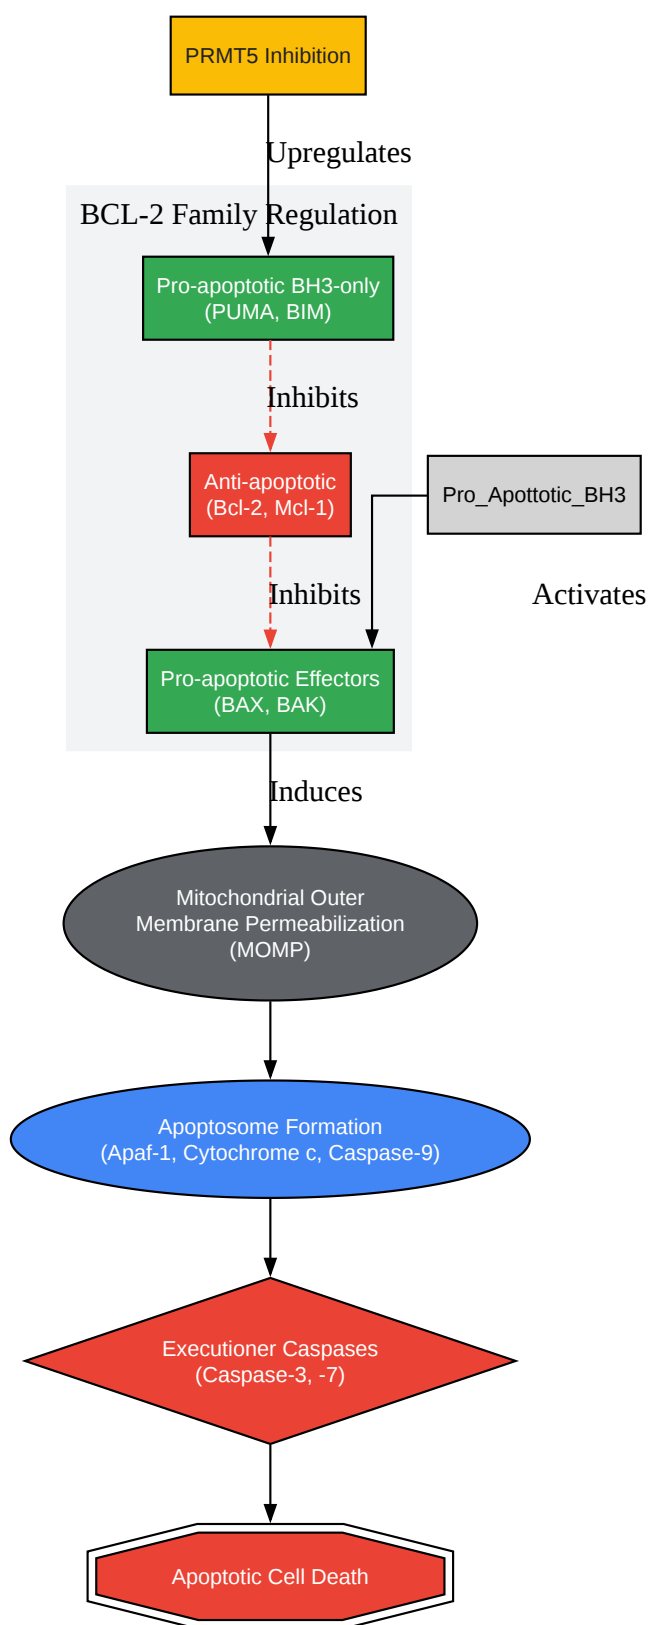 PRMT5 Inhibition
Upregulates
BCL-2 Family Regulation
Pro-apoptotic BH3-only
(PUMA, BIM)
Inhibits
Anti-apoptotic
(Bcl-2, Mcl-1)
Pro_Apottotic_BH3
Inhibits
Activates
Pro-apoptotic Effectors
(BAX, BAK)
Induces
Mitochondrial Outer
Membrane Permeabilization
(MOMP)
Apoptosome Formation
(Apaf-1, Cytochrome c, Caspase-9)
Executioner Caspases
(Caspase-3, -7)
Apoptotic Cell Death